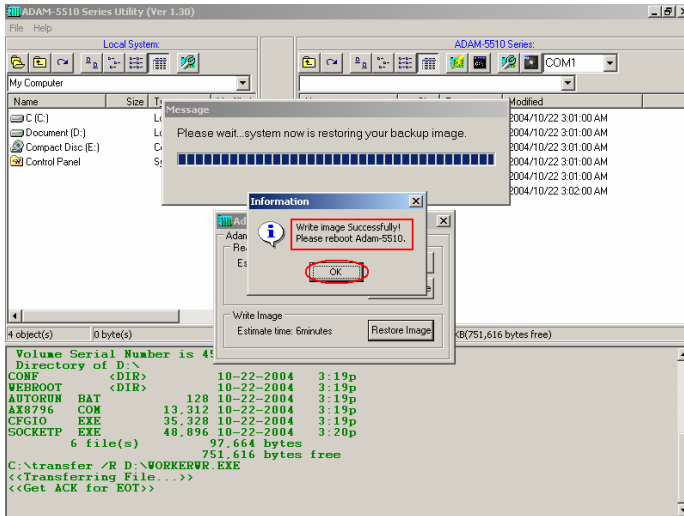 ADAM-5510 Series Utility (Ver 1.30)
File Help
Local System:
ADAM-5510 Series:
COM1
My Computer
Name Size
Modified
C (C:)
Document (D:)
Compact Disc (E:)
Control Panel
2004/10/22 3:01:00 AM
2004/10/22 3:01:00 AM
2004/10/22 3:01:00 AM
2004/10/22 3:01:00 AM
2004/10/22 3:02:00 AM
Message
Please wait...system now is restoring your backup image.
Information
Write image Successfully!
Please reboot Adam-5510.
OK
Write Image
Estimate time: 6minutes
Restore Image
4 object(s) 0 byte(s)
KB(751,616 bytes free)
Volume Serial Number is
Directory of D:\
CONF <DIR> 10-22-2004 3:19p
WEBROOT <DIR> 10-22-2004 3:19p
AUTORUN BAT 128 10-22-2004 3:19p
AX8796 COM 13,312 10-22-2004 3:19p
CFGIO EXE 35,328 10-22-2004 3:19p
SOCKETP EXE 48,896 10-22-2004 3:20p
6 file(s) 97,664 bytes
751,616 bytes free
C:\transfer /R D:\WORKERWR.EXE
<<Transferring File...>>
<<Get ACK for EOT>>